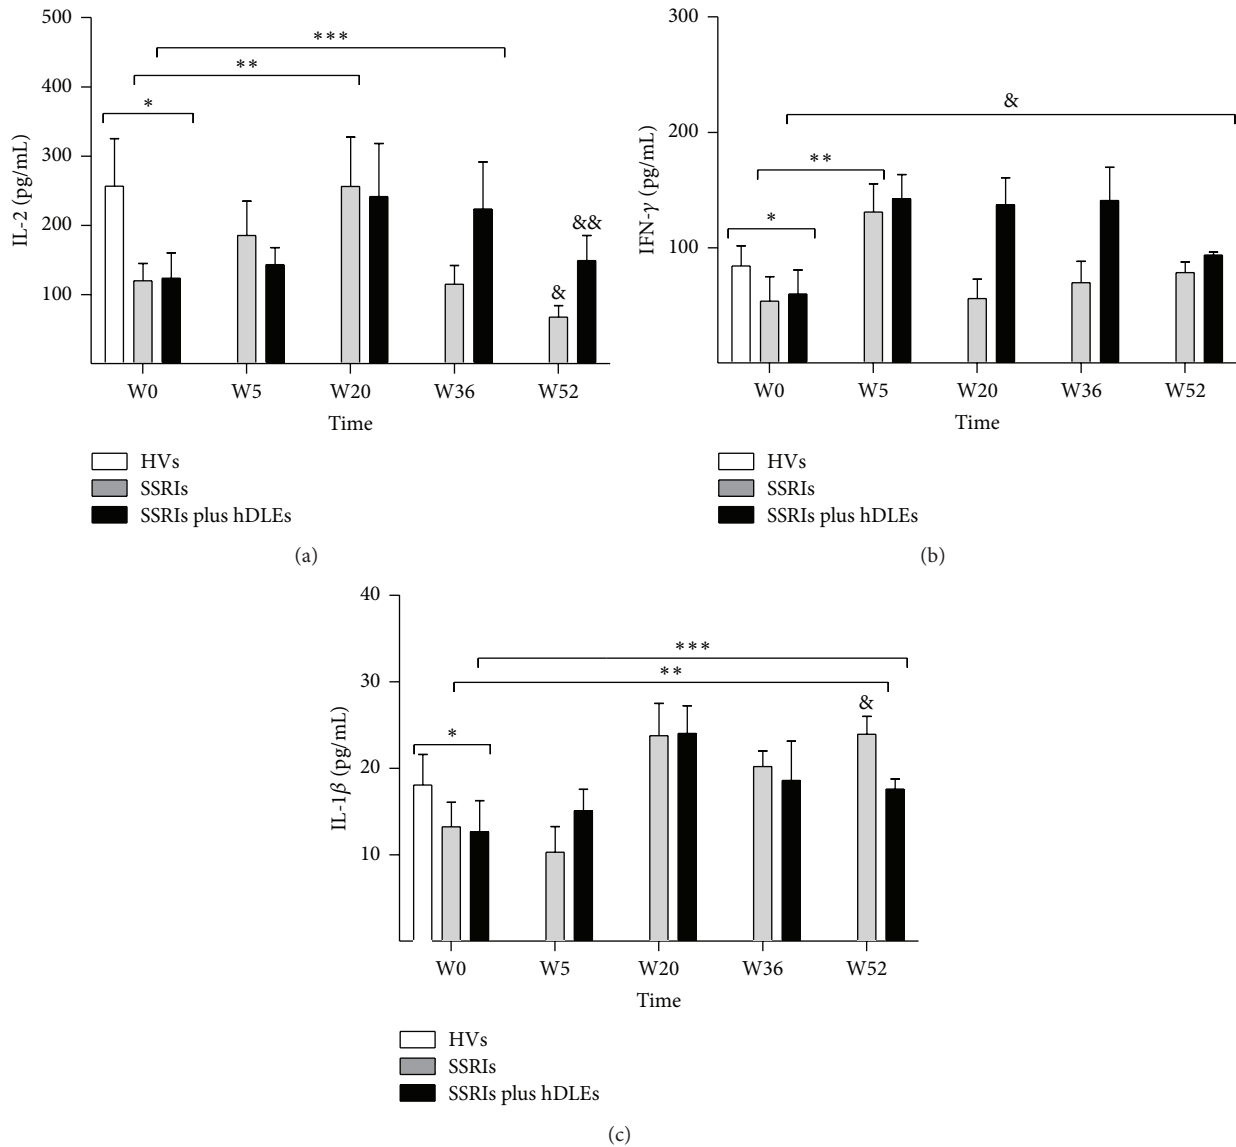 500
400
300
200
100
IL-2 (pg/mL)
***
**
*
&
&&
W0 W5 W20 W36 W52
Time
HVs
SSRIs
SSRIs plus hDLEs
(a)
300
200
100
IFN-γ (pg/mL)
&
**
*
W0 W5 W20 W36 W52
Time
HVs
SSRIs
SSRIs plus hDLEs
(b)
40
30
20
10
IL-1β (pg/mL)
***
**
*
&
W0 W5 W20 W36 W52
Time
HVs
SSRIs
SSRIs plus hDLEs
(c)